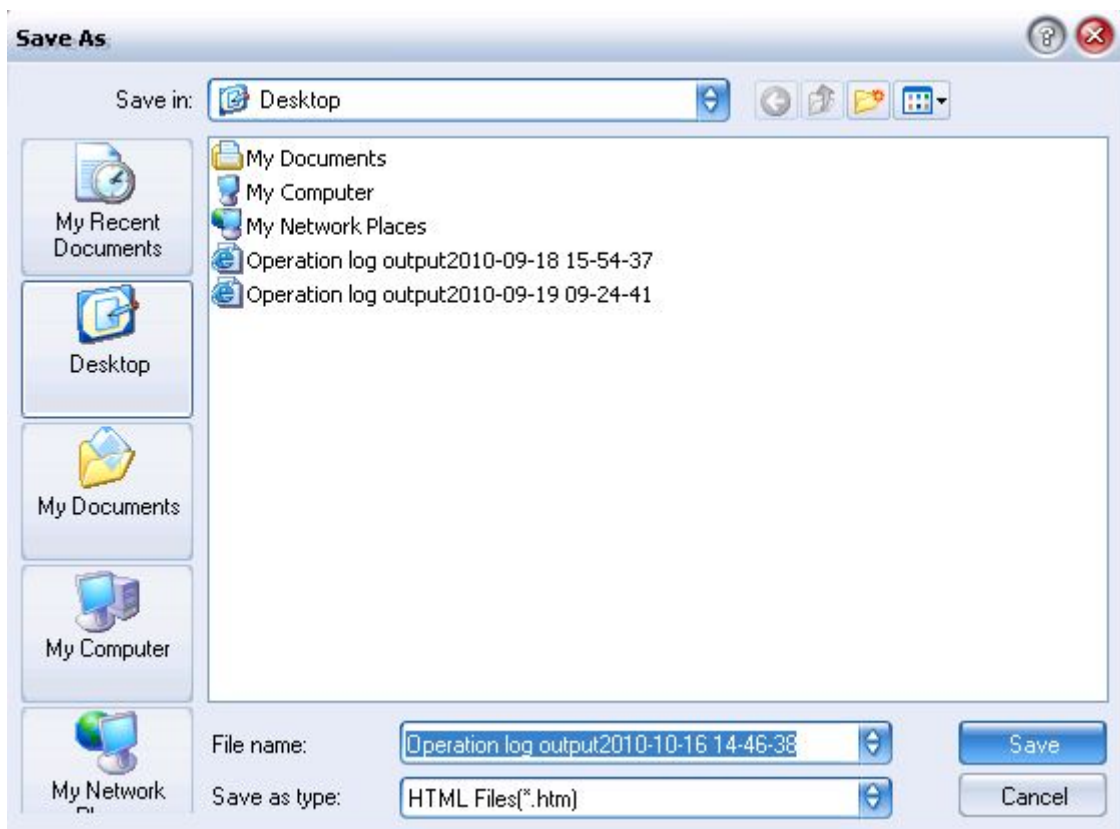 Save As
Save in:
Desktop
My Recent
Documents
Desktop
My Documents
My Computer
My Network
My Documents
My Computer
My Network Places
Operation log output2010-09-18 15-54-37
Operation log output2010-09-19 09-24-41
File name:
Operation log output2010-10-16 14-46-38
Save
Save as type:
HTML Files(*.htm)
Cancel